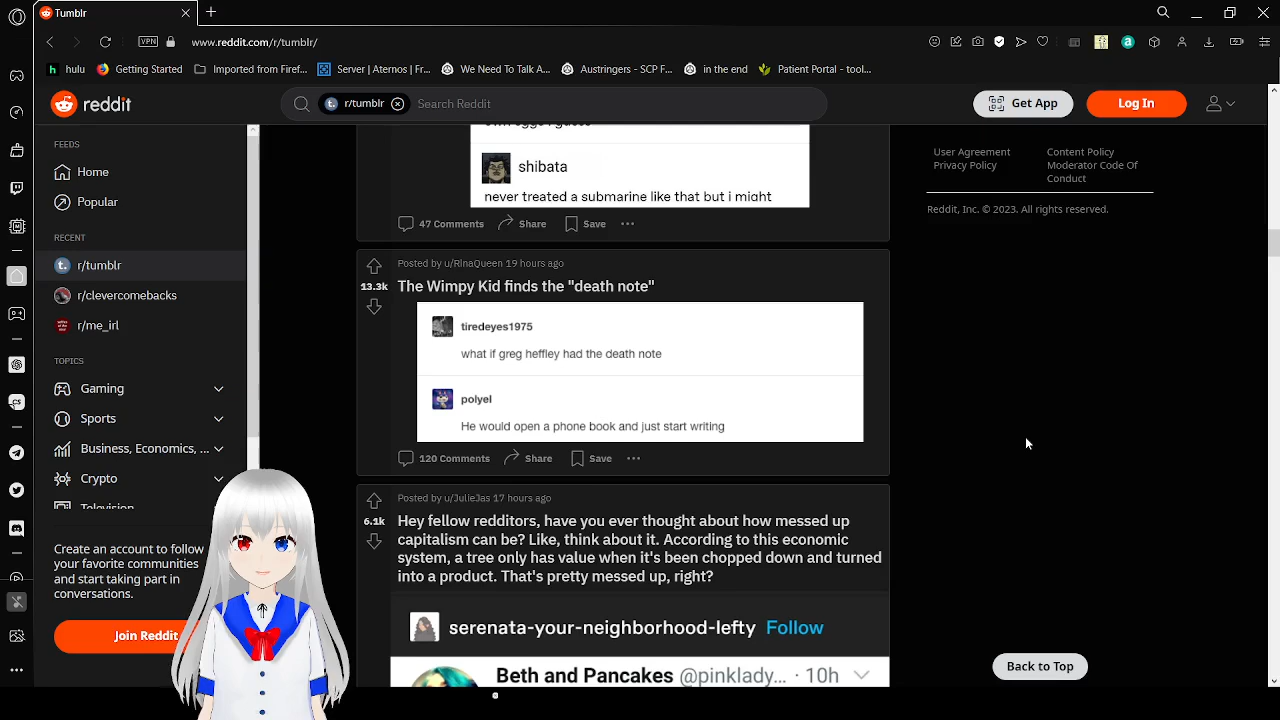 Tumblr
VPN
www.reddit.com/r/tumblr/
hulu
Getting Started
Imported from Firef...
Server | Aternos | Fr...
We Need To Talk A...
Austringers - SCP F...
in the end
Patient Portal - tool...
reddit
r/tumblr
Search Reddit
Get App
Log In
FEEDS
Home
Popular
RECENT
r/tumblr
r/clevercomebacks
r/me_irl
TOPICS
Gaming
Sports
Business, Economics, ...
Crypto
Television
Create an account to follow
your favorite communities
and start taking part in
conversations.
Join Reddit
shibata
never treated a submarine like that but i might
47 Comments
Share
Save
Posted by u/RlnaQueen 19 hours ago
13.3k
The Wimpy Kid finds the "death note"
tiredeyes1975
what if greg heffley had the death note
polyel
He would open a phone book and just start writing
120 Comments
Share
Save
Posted by u/JulieJas 17 hours ago
6.1k
Hey fellow redditors, have you ever thought about how messed up
capitalism can be? Like, think about it. According to this economic
system, a tree only has value when it's been chopped down and turned
into a product. That's pretty messed up, right?
serenata-your-neighborhood-lefty Follow
Beth and Pancakes @pinklady... · 10h
User Agreement
Privacy Policy
Content Policy
Moderator Code Of
Conduct
Reddit, Inc. © 2023. All rights reserved.
Back to Top